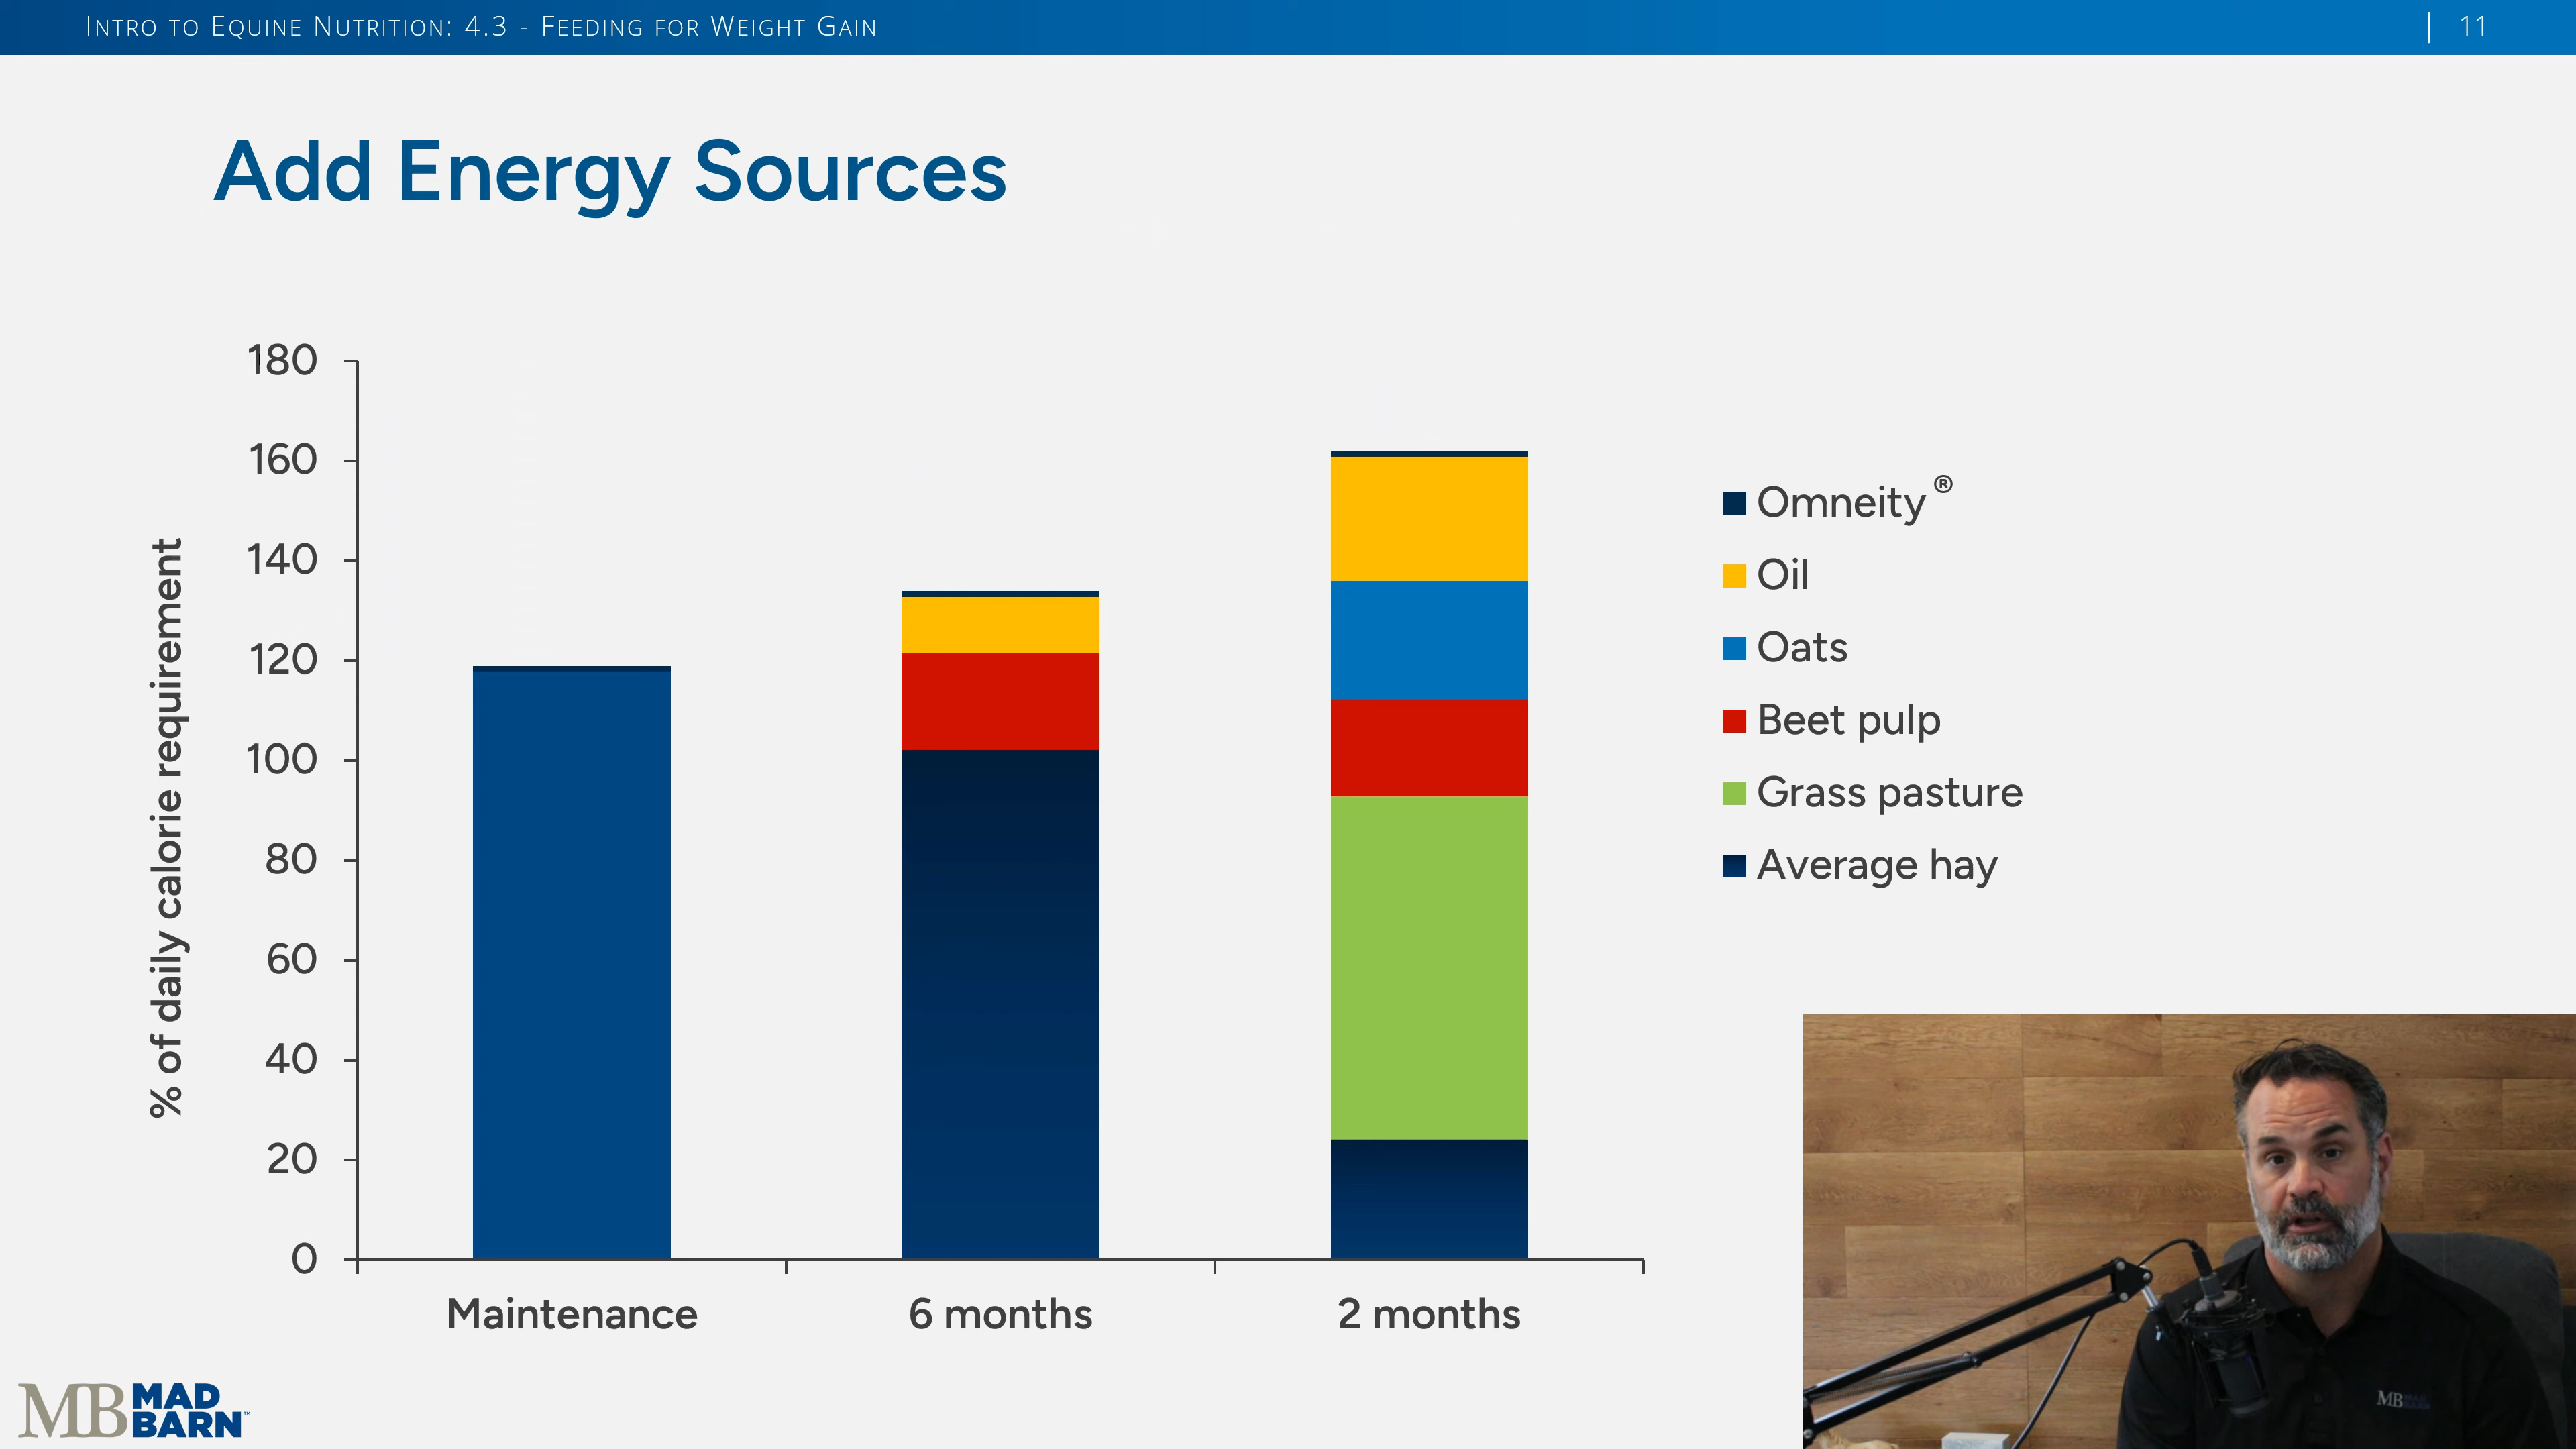 INTRO TO EQUINE NUTRITION: 4.3 - FEEDING FOR WEIGHT GAIN | 11
Add Energy Sources
% of daily calorie requirement
180
160
140
120
100
80
60
40
20
0
Maintenance
6 months
2 months
Omneity®
Oil
Oats
Beet pulp
Grass pasture
Average hay
MB MAD BARN™
MB